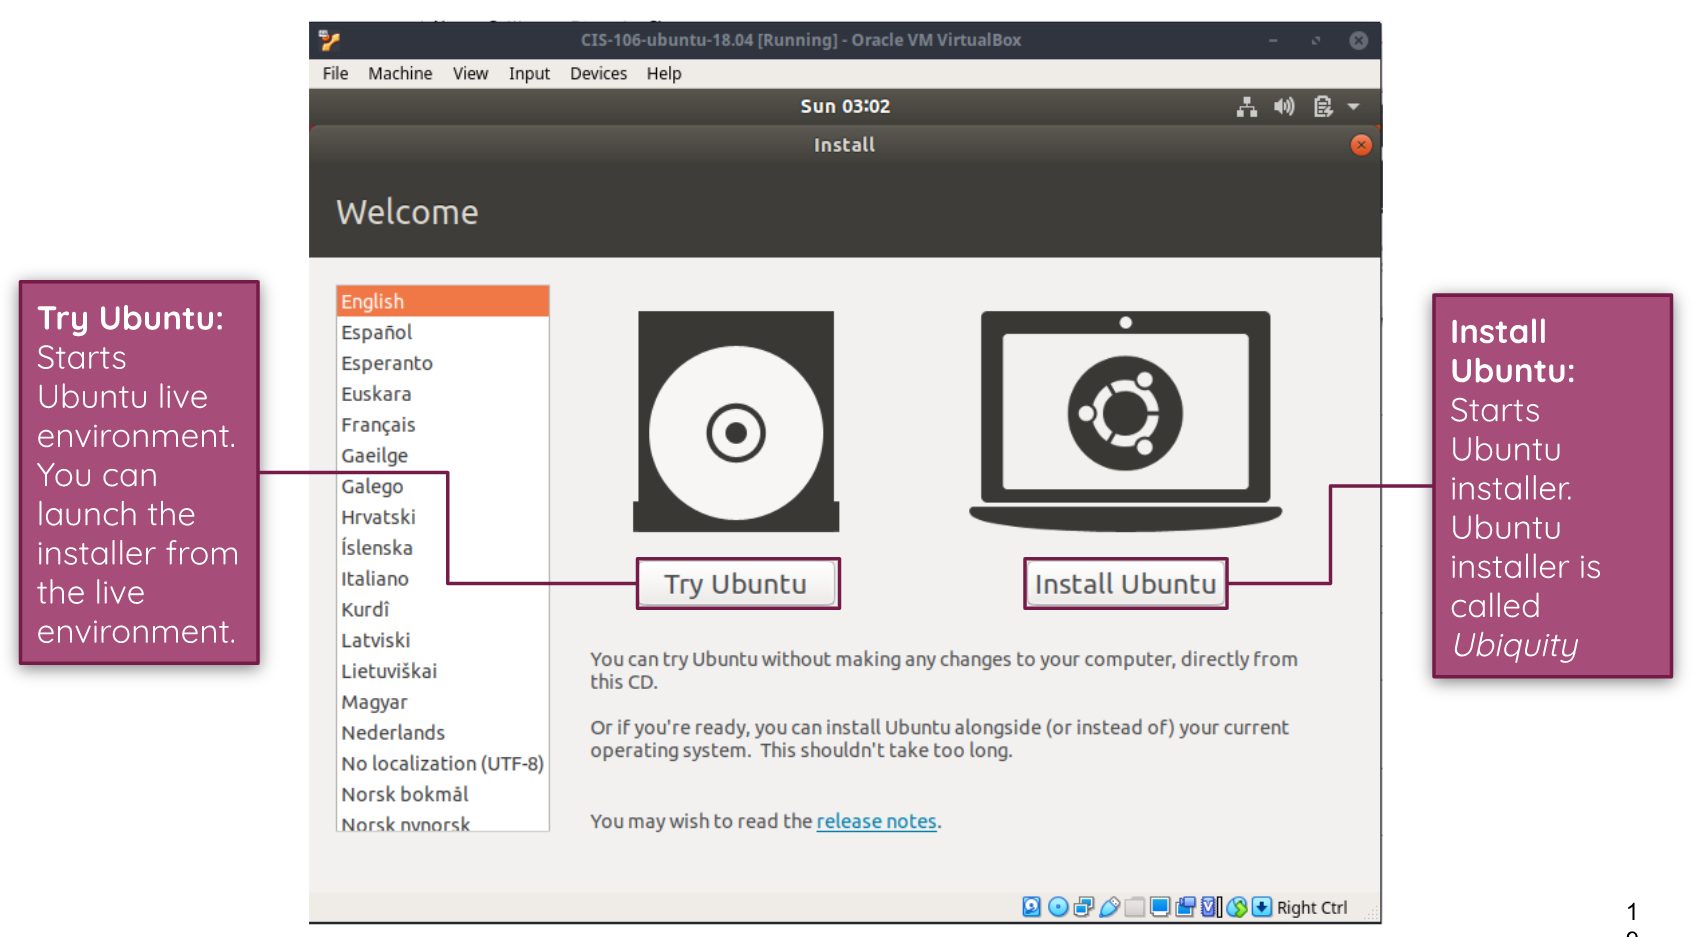 CIS-106-ubuntu-18.04 [Running] - Oracle VM VirtualBox
File Machine View Input Devices Help
Sun 03:02
Install
Welcome
Try Ubuntu:
Starts
Ubuntu live
environment.
You can
launch the
installer from
the live
environment.
English
Español
Esperanto
Euskara
Français
Gaeilge
Galego
Hrvatski
Íslenska
Italiano
Kurdî
Latviski
Lietuviškai
Magyar
Nederlands
No localization (UTF-8)
Norsk bokmål
Norsk nynorsk
Try Ubuntu
Install Ubuntu
You can try Ubuntu without making any changes to your computer, directly from
this CD.
Or if you're ready, you can install Ubuntu alongside (or instead of) your current
operating system. This shouldn't take too long.
You may wish to read the release notes.
Install
Ubuntu:
Starts
Ubuntu
installer.
Ubuntu
installer is
called
Ubiquity
Right Ctrl
1